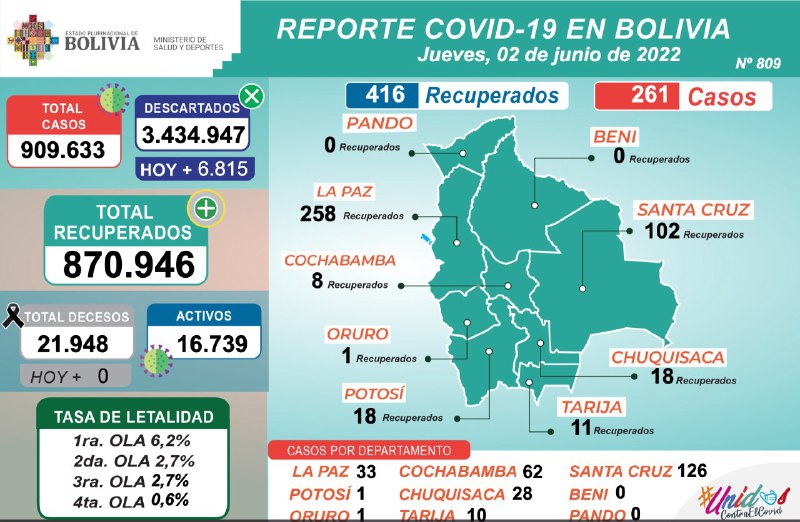 ESTADO PLURINACIONAL DE
BOLIVIA
MINISTERIO DE
SALUD Y DEPORTES
REPORTE COVID-19 EN BOLIVIA
Jueves, 02 de junio de 2022
Nº 809
TOTAL
CASOS
909.633
DESCARTADOS
3.434.947
HOY + 6.815
TOTAL
RECUPERADOS
870.946
TOTAL DECESOS
21.948
HOY + 0
ACTIVOS
16.739
TASA DE LETALIDAD
1ra. OLA 6,2%
2da. OLA 2,7%
3ra. OLA 2,7%
4ta. OLA 0,6%
416 Recuperados
261 Casos
PANDO
0 Recuperados
BENI
0 Recuperados
LA PAZ
258 Recuperados
SANTA CRUZ
102 Recuperados
COCHABAMBA
8 Recuperados
ORURO
1 Recuperados
CHUQUISACA
18 Recuperados
POTOSÍ
18 Recuperados
TARIJA
11 Recuperados
CASOS POR DEPARTAMENTO
LA PAZ 33 COCHABAMBA 62 SANTA CRUZ 126
POTOSÍ 1 CHUQUISACA 28 BENI 0
ORURO 1 TARIJA 10 PANDO 0
#Unidos
ContraElCovid